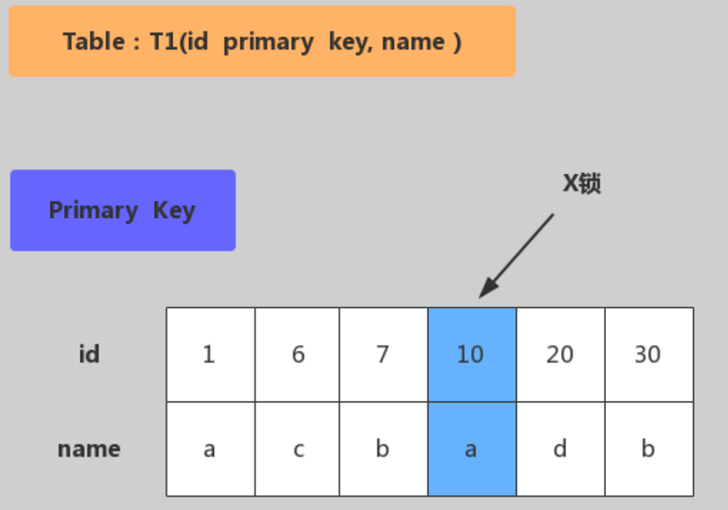 Table : T1(id primary key, name )
X锁
Primary Key
id 1 6 7 10 20 30
name a c b a d b